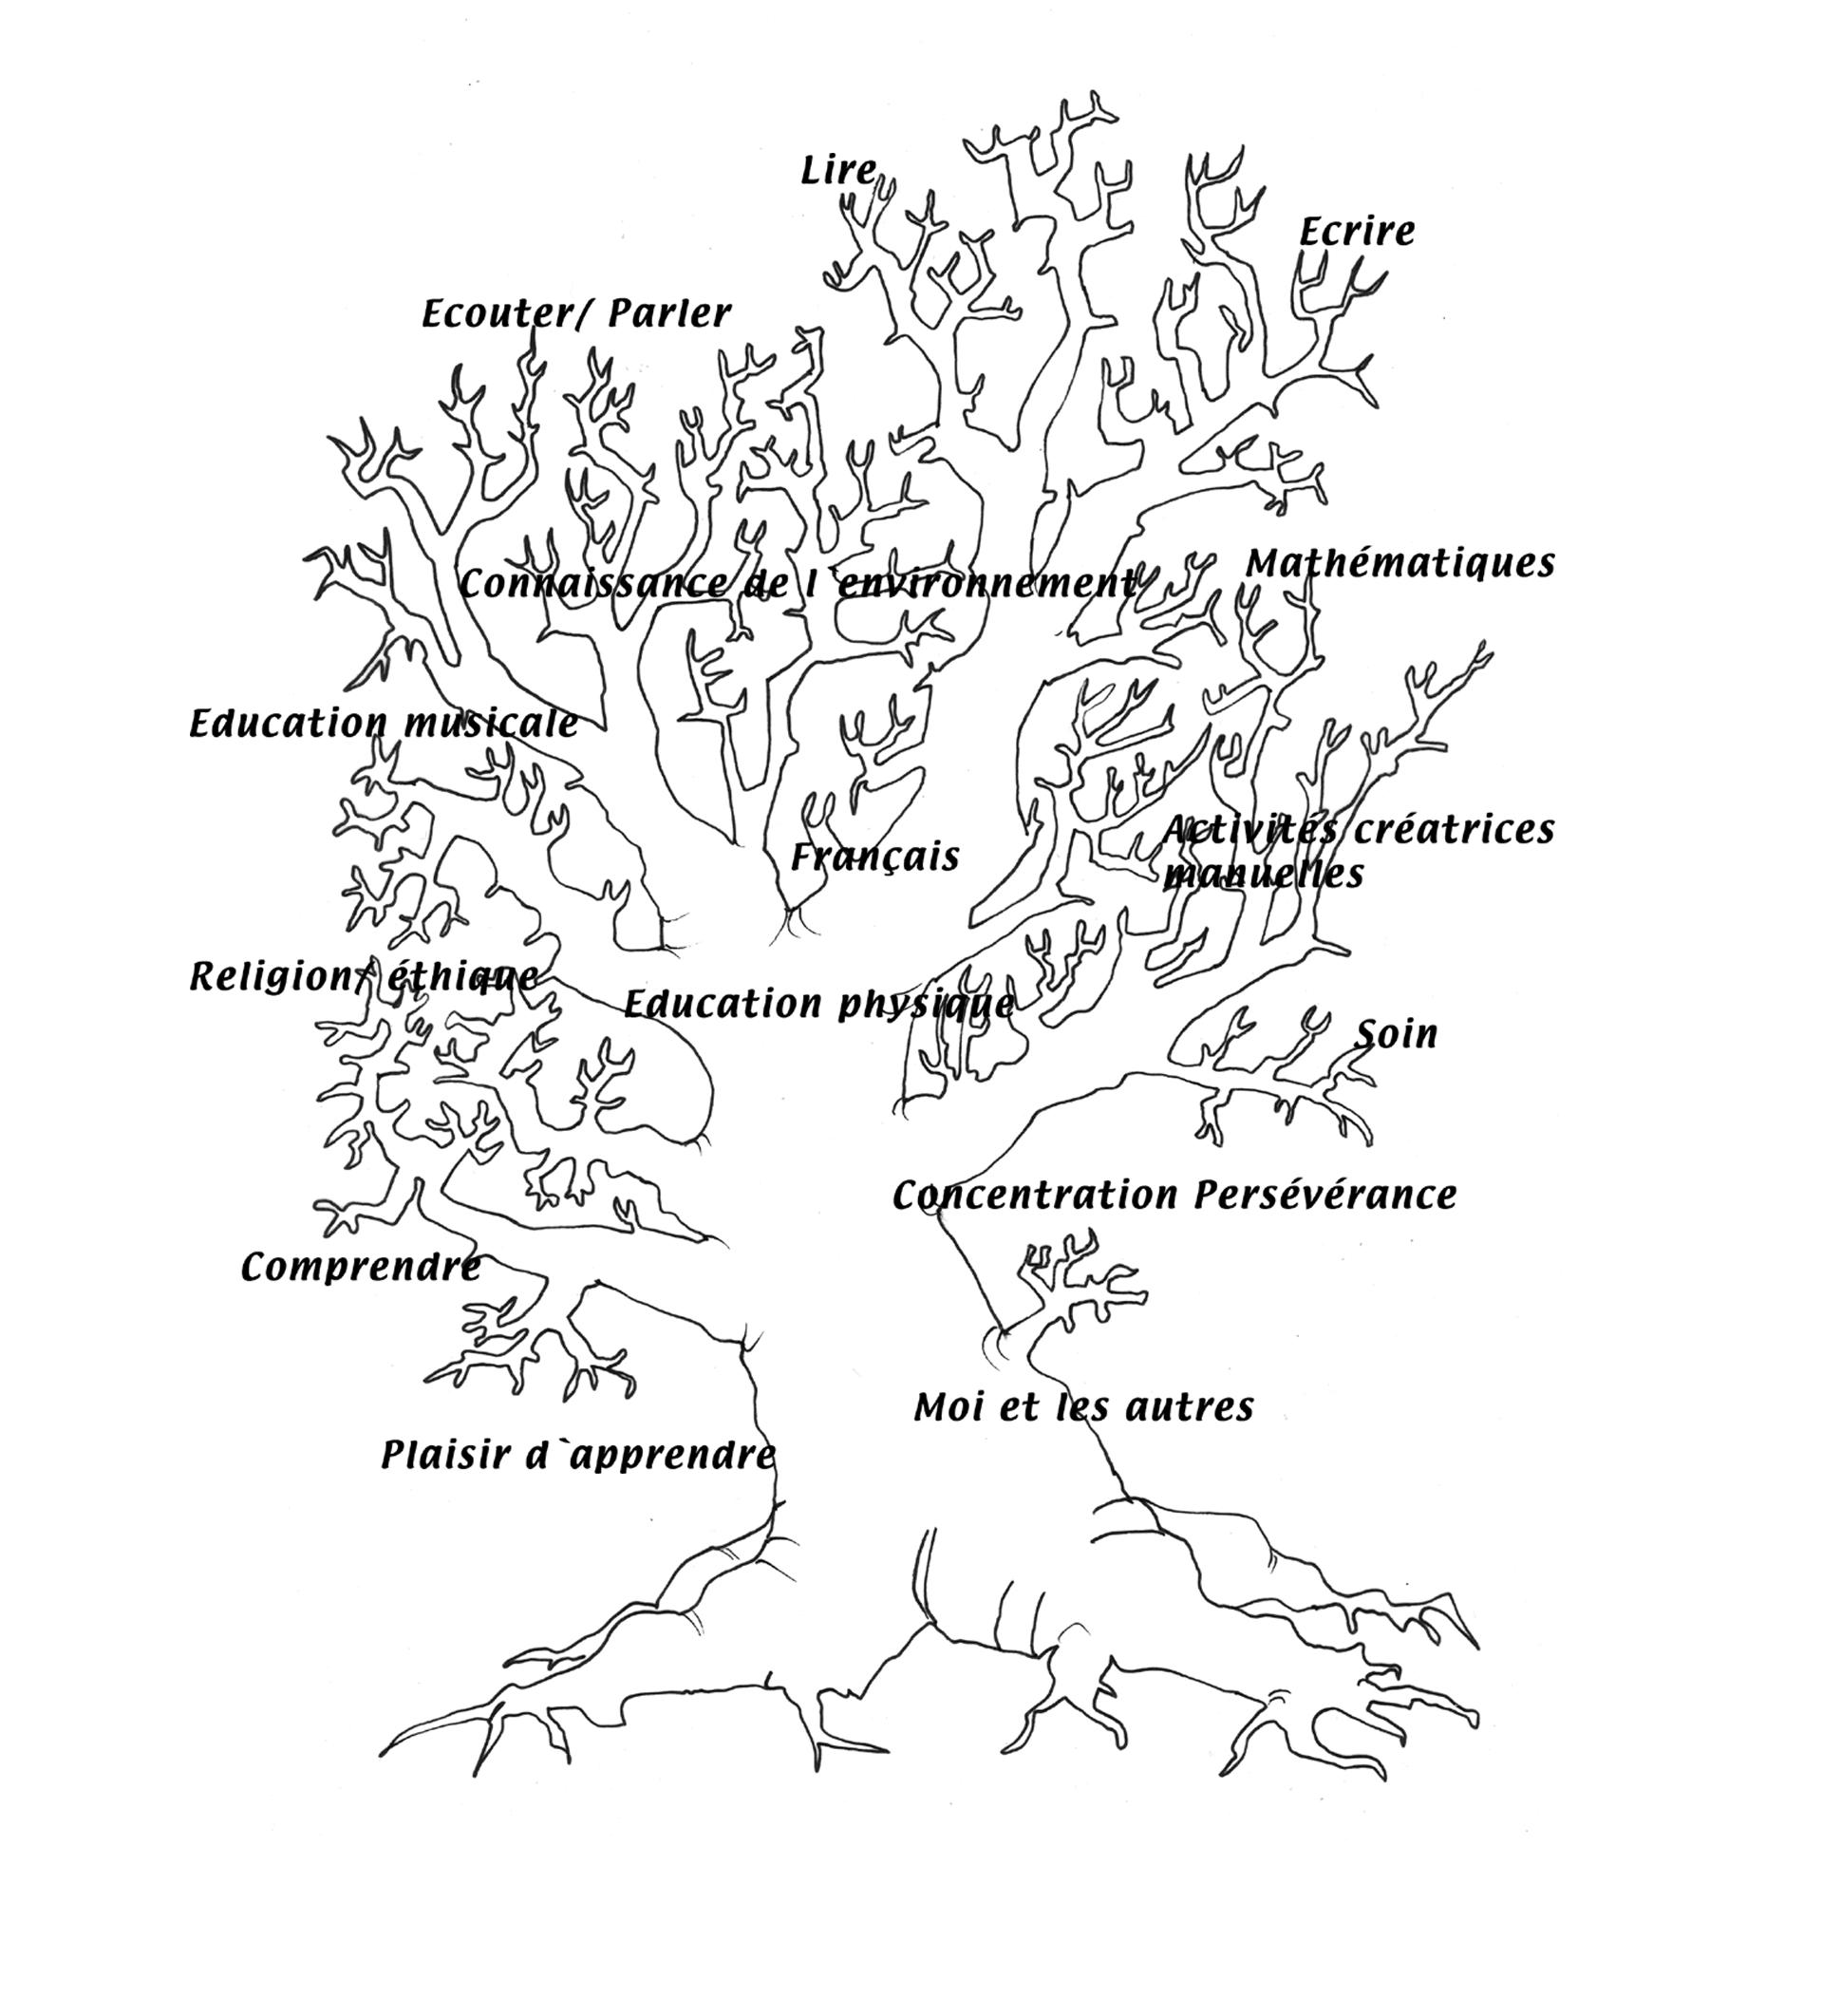 Lire
Ecrire
Ecouter/ Parler
Mathématiques
Connaissance de l`environnement
Education musicale
Activités créatrices
manuelles
Français
Religion/ éthique
Education physique
Soin
Concentration Persévérance
Comprendre
Moi et les autres
Plaisir d`apprendre